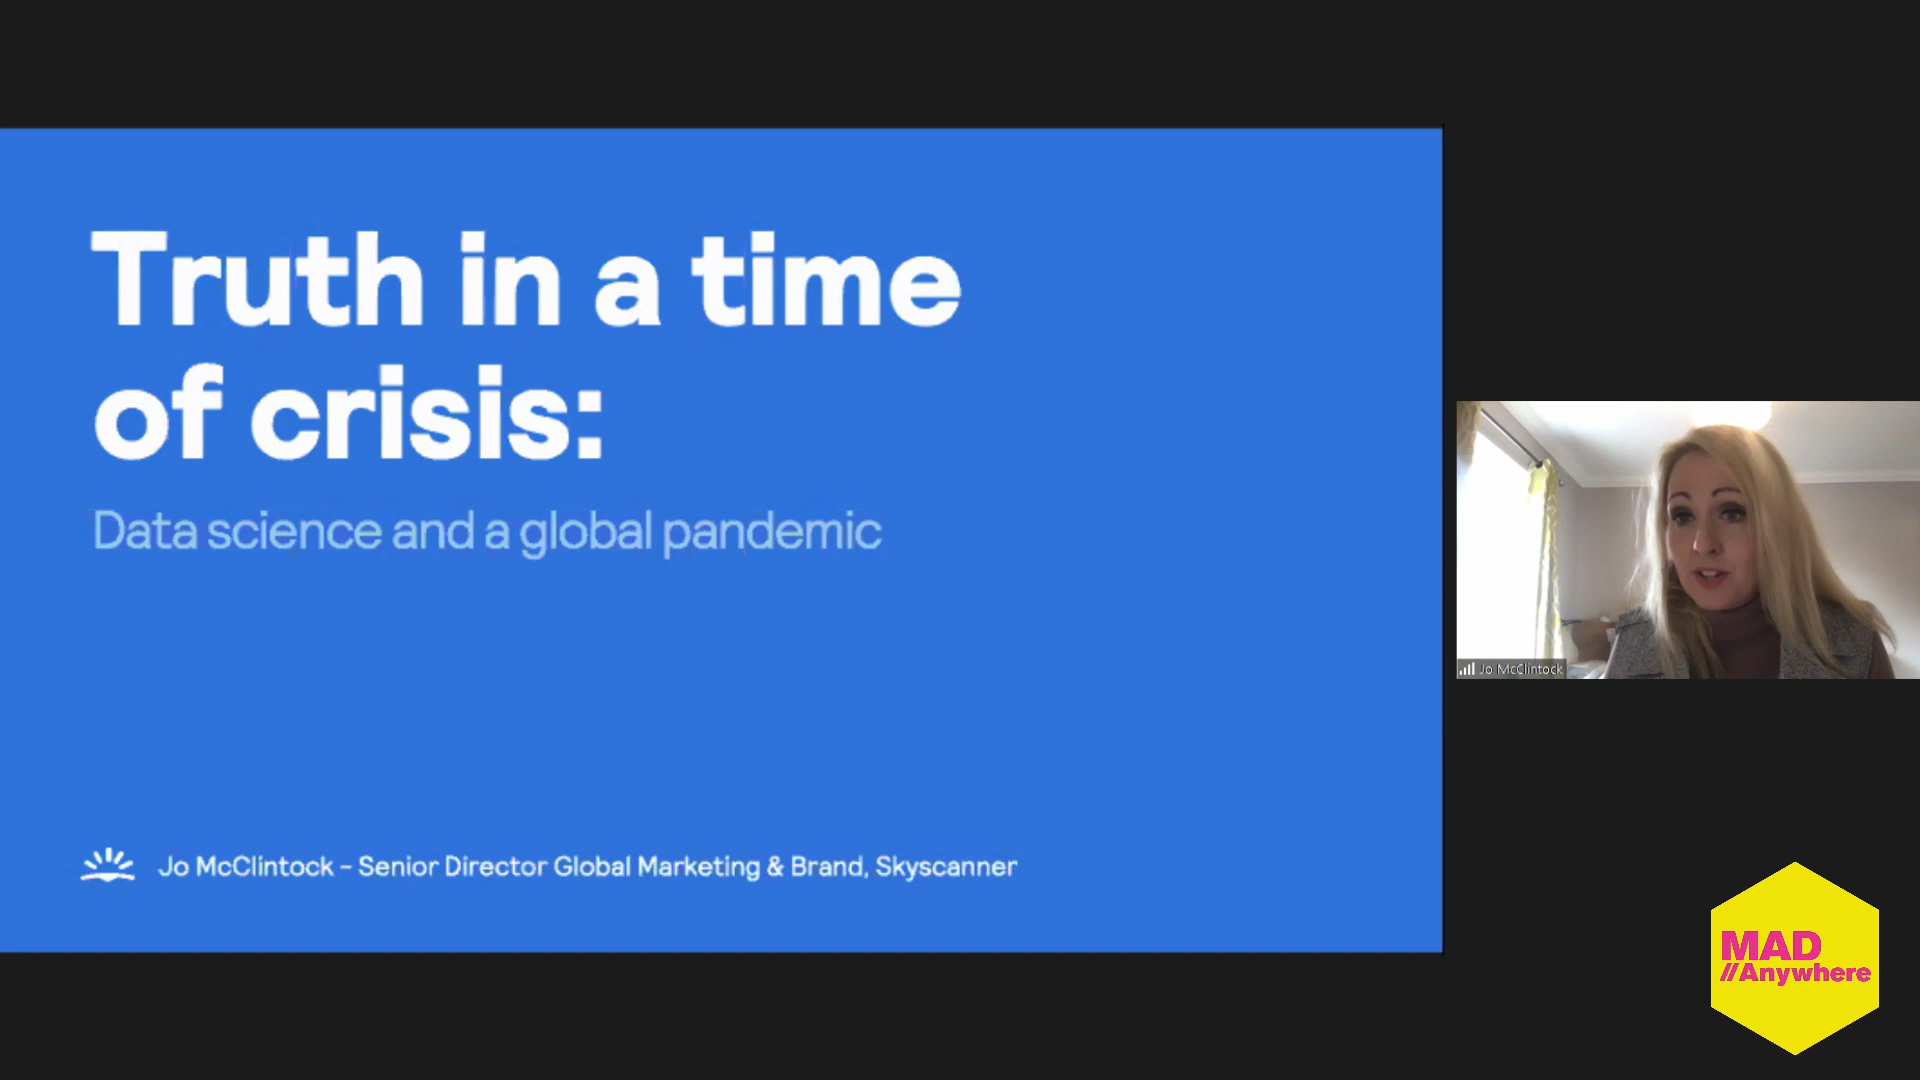 Truth in a time
of crisis:
Data science and a global pandemic
Jo McClintock – Senior Director Global Marketing & Brand, Skyscanner
Jo McClintock
MAD
//Anywhere